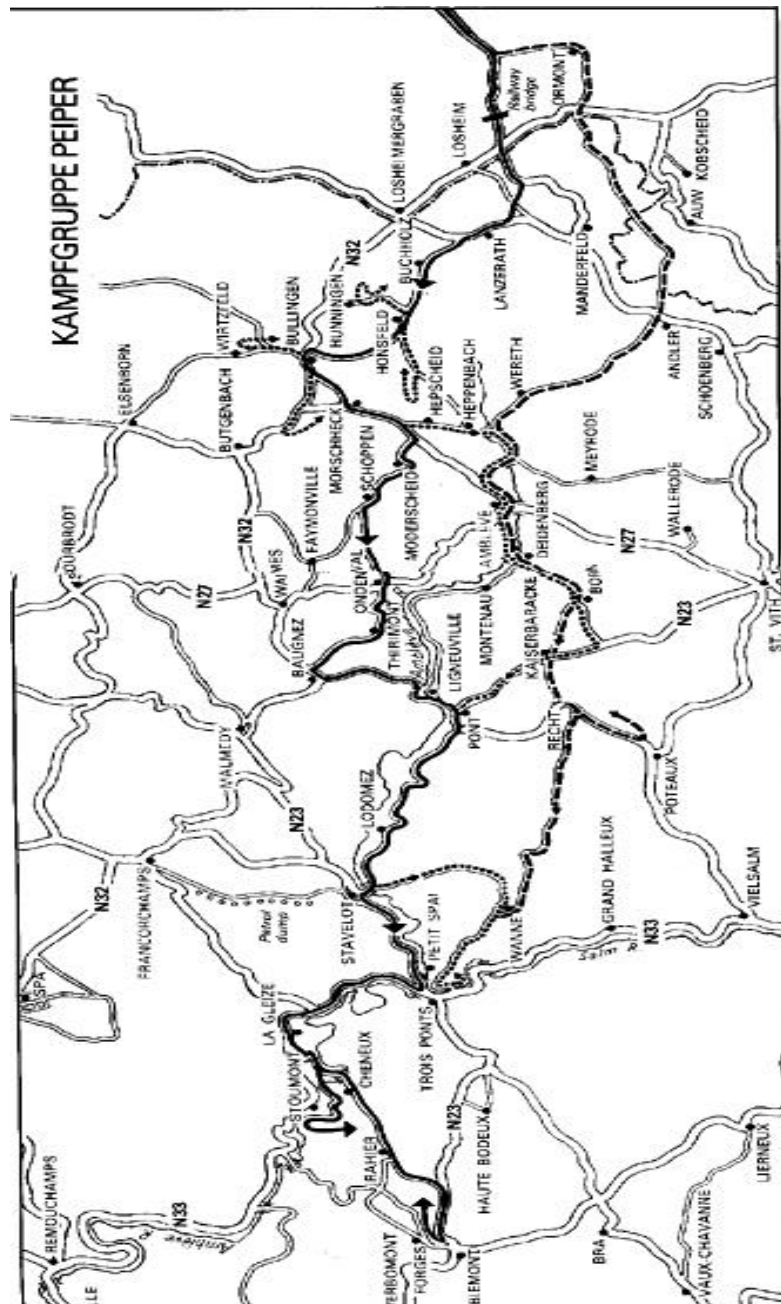 KAMPFGRUPPE PEIPER
REMOUCHAMPS
N33
Amblève R
SPA
N32
FRANCORCHAMPS
Petrol
dump
MALMEDY
N23
N27
ELSENBORN
N32
BUTGENBACH
WIRTZFELD
BULLINGEN
WAIMES
FAYMONVILLE
BAUGNEZ
STOUMONT
LA GLEIZE
CHENEUX
RAHIER
FORGES
STAVELOT
LODOMEZ
THIRIMONT
ONDENVAL
SCHOPPEN
MORSCHHECK
MODERSCHEID
HUNNINGEN
HONSFELD
N32
BUCHHOLZ
LOSHEIMERGRABEN
LOSHEIM
Railway
bridge
ORMONT
LANZERATH
MANDERFELD
HEPSCHEID
HEPPENBACH
WERETH
AMBLEVE
DEIDENBERG
MONTENAU
LIGNEUVILLE
PONT
KAISERBARACKE
BORN
RECHT
PETIT SPAI
TROIS PONTS
WANNE
N23
HAUTE BODEUX
GRAND HALLEUX
N33
VIELSALM
POTEAUX
N23
N27
ST. VITH
WALLERODE
MEYRODE
ANDLER
SCHOENBERG
AUW
KOBSCHEID
BRA
LIERNEUX
VAUX-CHAVANNE